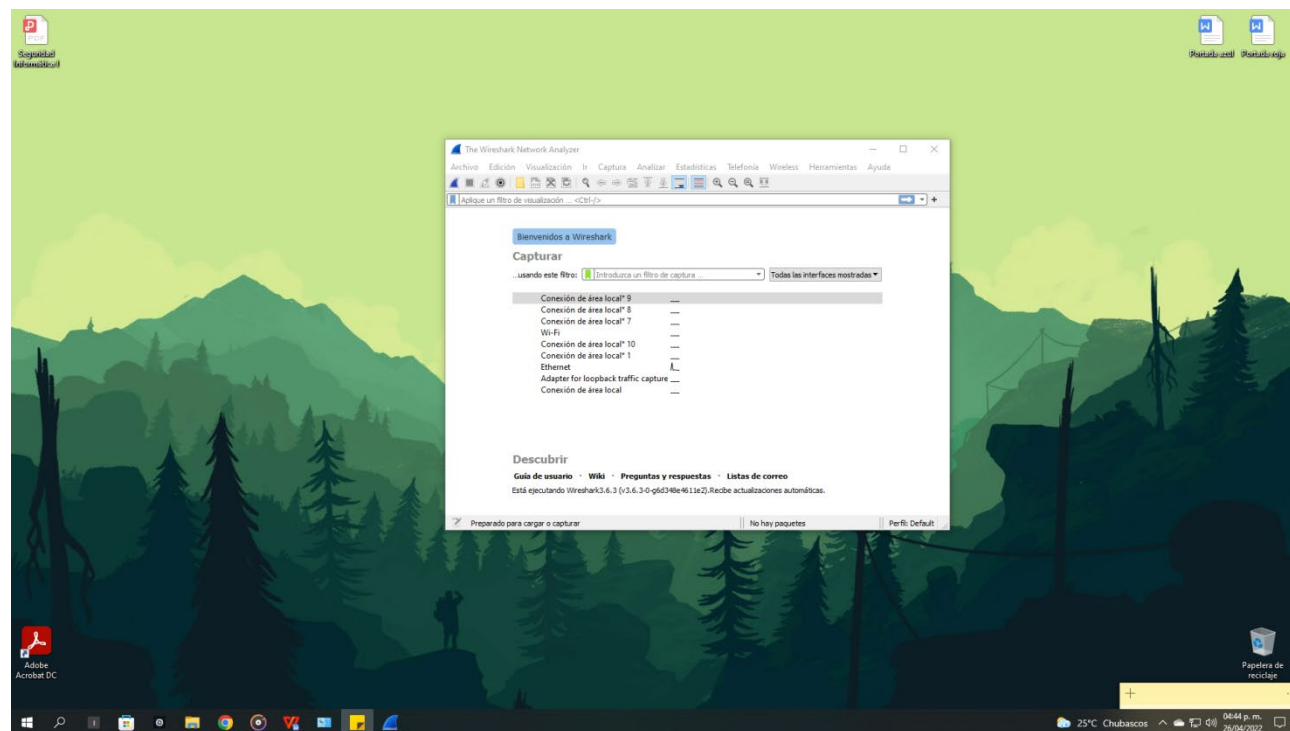 PDF
Seguridad
Informática I
Portada azul
Portada roja
The Wireshark Network Analyzer
Archivo Edición Visualización Ir Captura Analizar Estadísticas Telefonía Wireless Herramientas Ayuda
Aplique un filtro de visualización ... <Ctrl-/>
Bienvenidos a Wireshark
Capturar
...usando este filtro: Introduzca un filtro de captura ... Todas las interfaces mostradas
Conexión de área local* 9
Conexión de área local* 8
Conexión de área local* 7
Wi-Fi
Conexión de área local* 10
Conexión de área local* 1
Ethernet
Adapter for loopback traffic capture
Conexión de área local
Descubrir
Guía de usuario · Wiki · Preguntas y respuestas · Listas de correo
Está ejecutando Wireshark3.6.3 (v3.6.3-0-g6d348e4611e2).Recibe actualizaciones automáticas.
Preparado para cargar o capturar No hay paquetes Perfil: Default
Adobe
Acrobat DC
Papelera de
reciclaje
25°C Chubascos
04:44 p. m.
26/04/2022